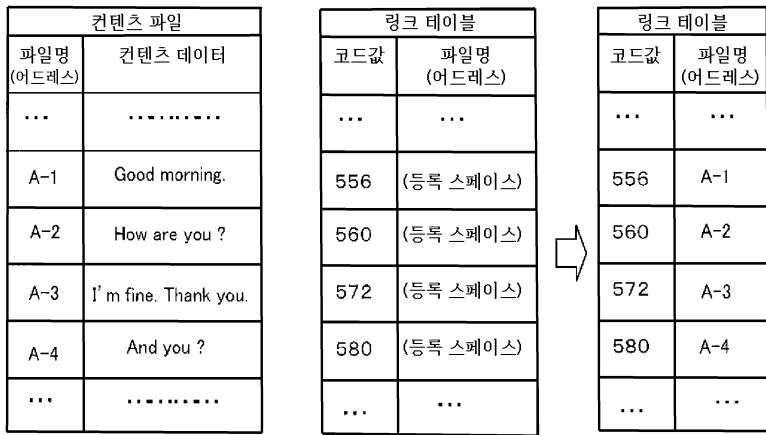 컨텐츠 파일
파일명 컨텐츠 데이터
(어드레스)
... ...........
A-1 Good morning.
A-2 How are you ?
A-3 I'm fine. Thank you.
A-4 And you ?
... ...........
링크 테이블
코드값 파일명
(어드레스)
... ...
556 (등록 스페이스)
560 (등록 스페이스)
572 (등록 스페이스)
580 (등록 스페이스)
... ...
링크 테이블
코드값 파일명
(어드레스)
... ...
556 A-1
560 A-2
572 A-3
580 A-4
... ...